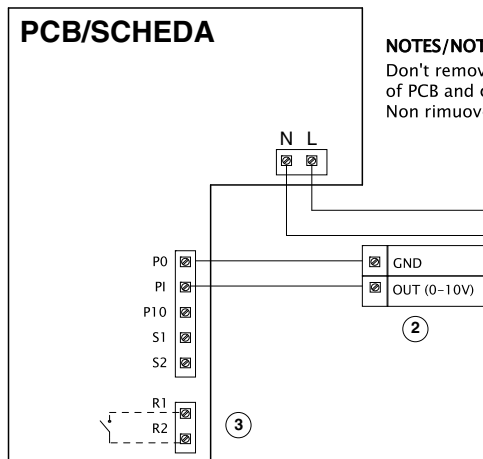 PCB/SCHEDA
NOTES/NOT
Don't remov
of PCB and
Non rimuov
N L
P0
PI
P10
S1
S2
GND
OUT (0-10V)
2
R1
R2
3